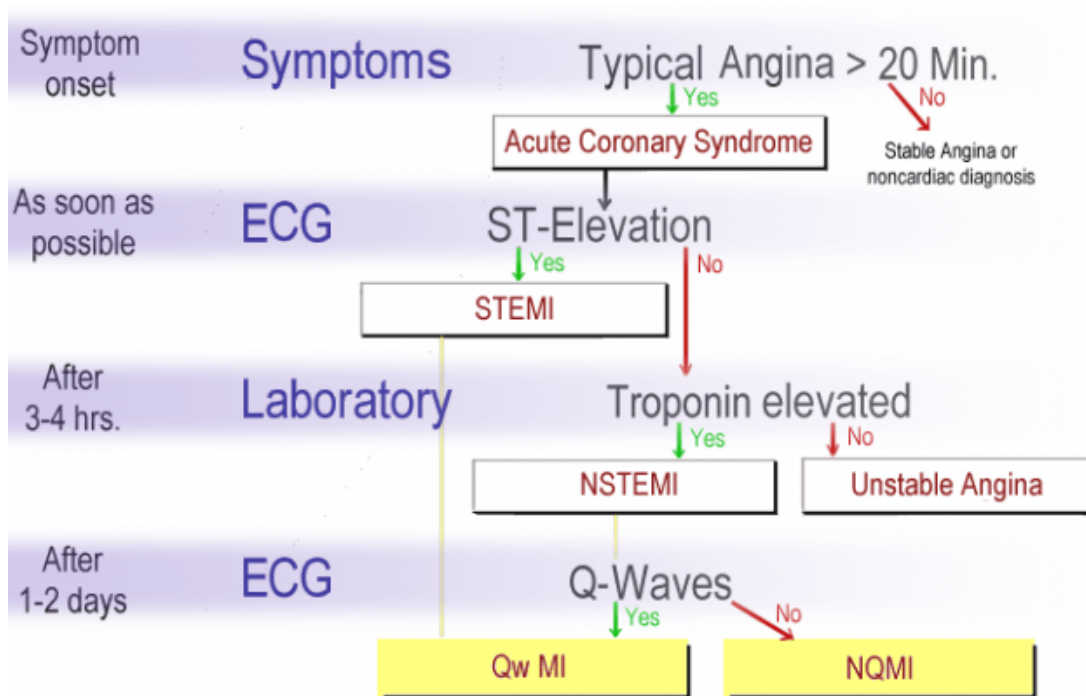 Symptom
onset
Symptoms
Typical Angina > 20 Min.
Yes
No
Acute Coronary Syndrome
Stable Angina or
noncardiac diagnosis
As soon as
possible
ECG
ST-Elevation
Yes
No
STEMI
After
3-4 hrs.
Laboratory
Troponin elevated
Yes
No
NSTEMI
Unstable Angina
After
1-2 days
ECG
Q-Waves
Yes
No
Qw MI
NQMI